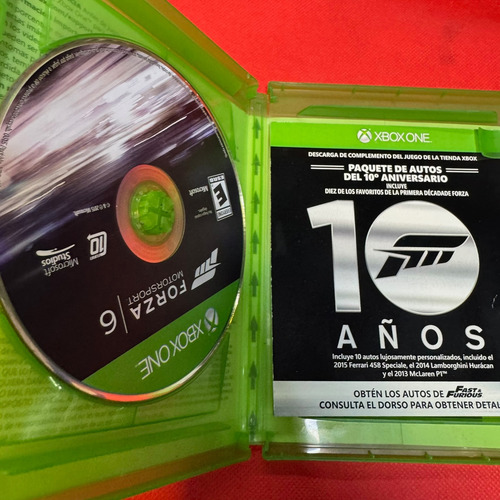 XBOX ONE
FORZA
MOTORSPORT
6
Microsoft
Studios
10
Microsoft
E
XBOX ONE
DESCARGA DE COMPLEMENTO DEL JUEGO DE LA TIENDA XBOX
PAQUETE DE AUTOS
DEL 10º ANIVERSARIO
INCLUYE
DIEZ DE LOS FAVORITOS DE LA PRIMERA DÉCADADE FORZA
10
AÑOS
Incluye 10 autos lujosamente personalizados, incluido el
2015 Ferrari 458 Speciale, el 2014 Lamborghini Huracán
y el 2013 McLaren P1™
OBTÉN LOS AUTOS DE FAST & FURIOUS
CONSULTA EL DORSO PARA OBTENER DETAL